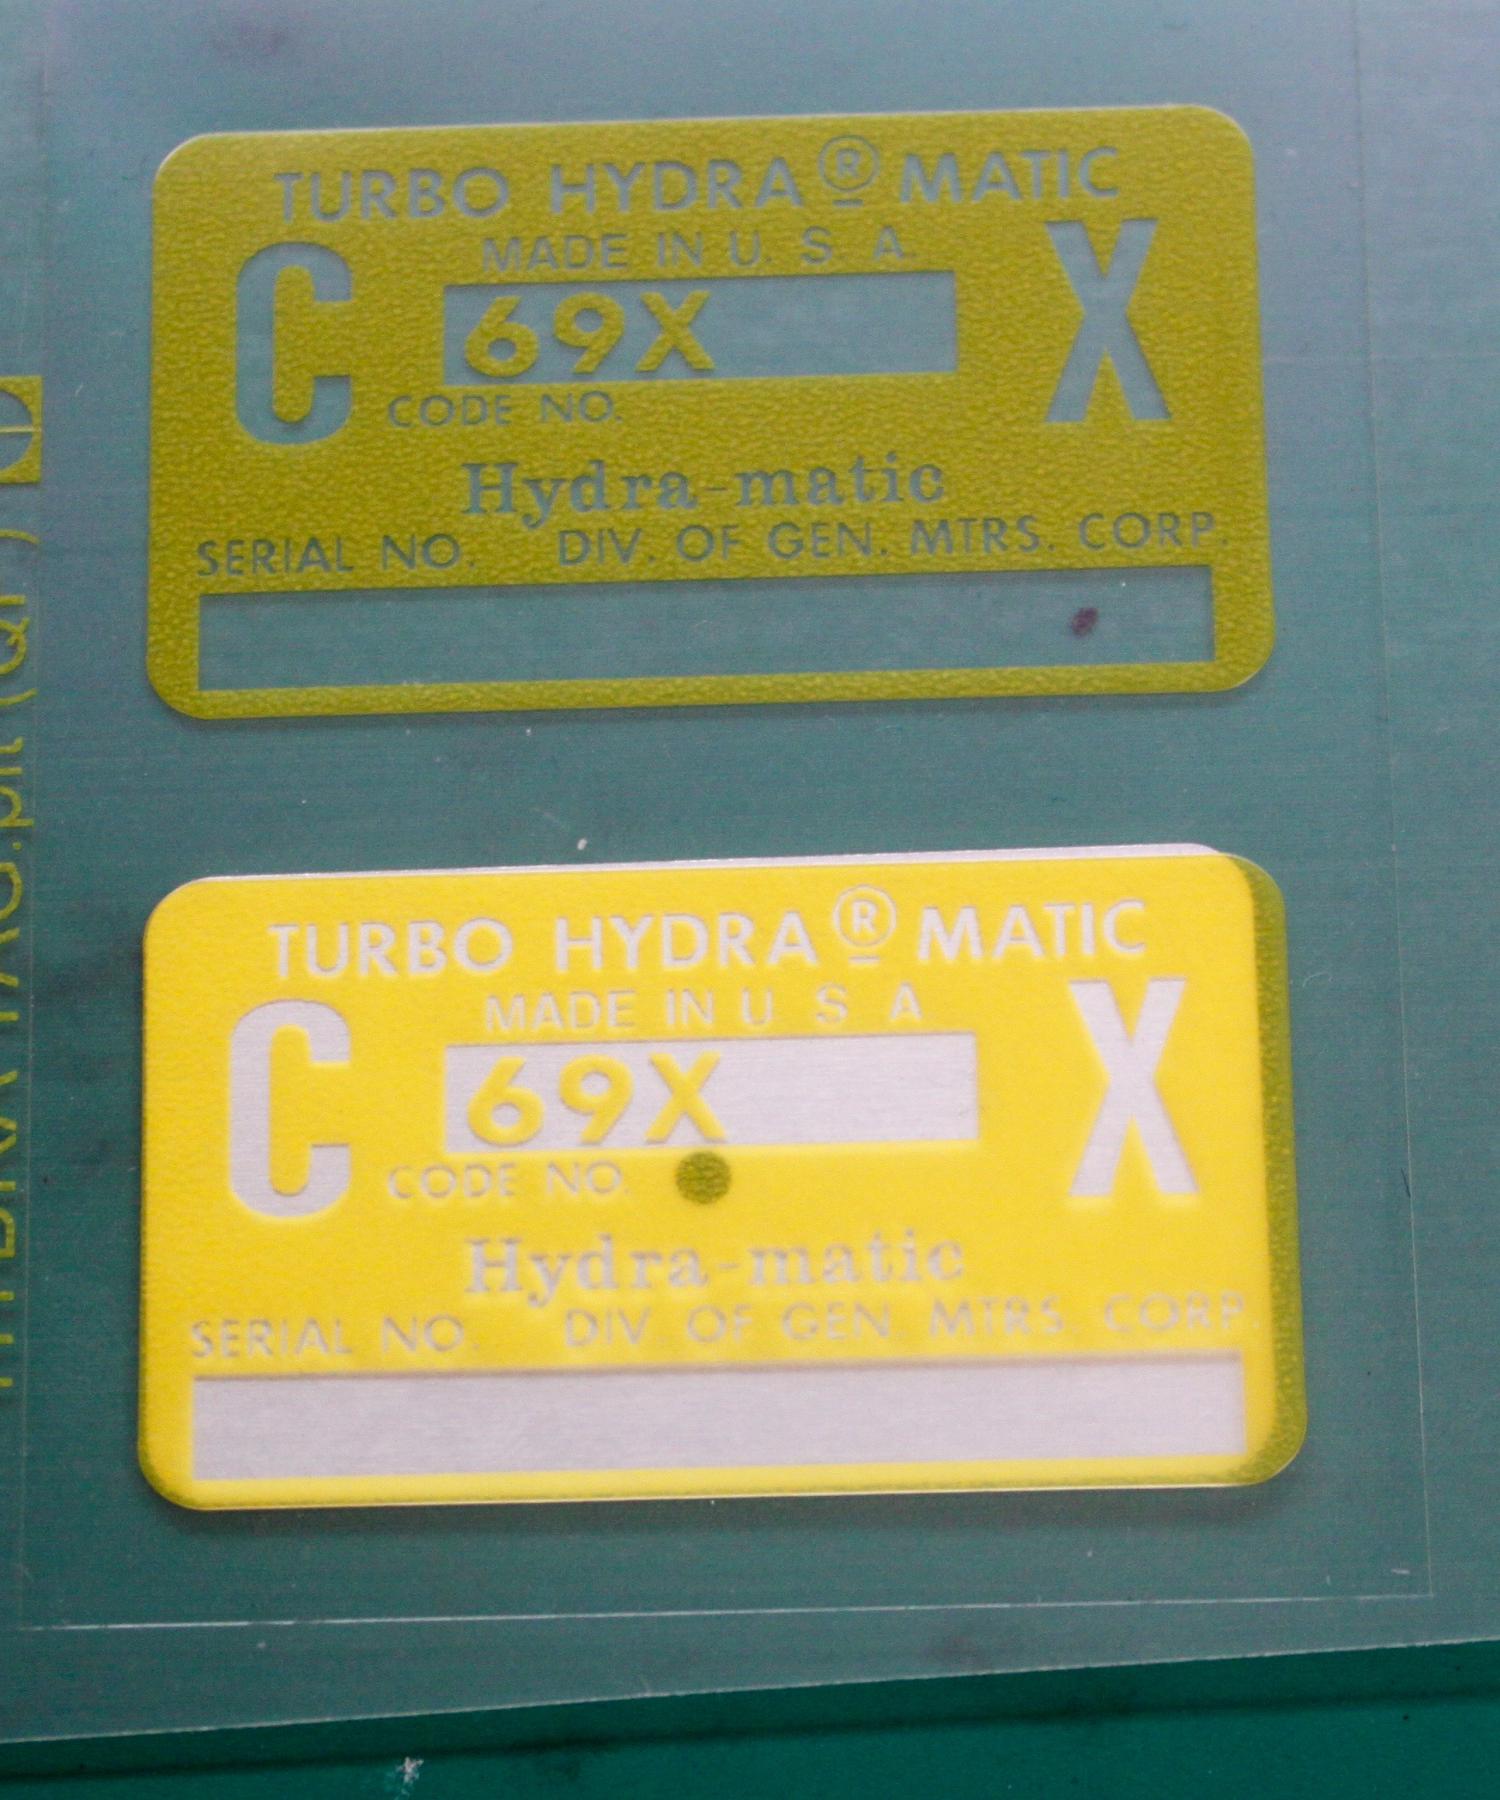 TURBO HYDRA® MATIC
MADE IN U. S. A.
C 69X X
CODE NO.
Hydra-matic
SERIAL NO. DIV. OF GEN. MTRS. CORP.
TURBO HYDRA® MATIC
MADE IN U S A
C 69X X
CODE NO.
Hydra-matic
SERIAL NO. DIV. OF GEN MTRS. CORP.